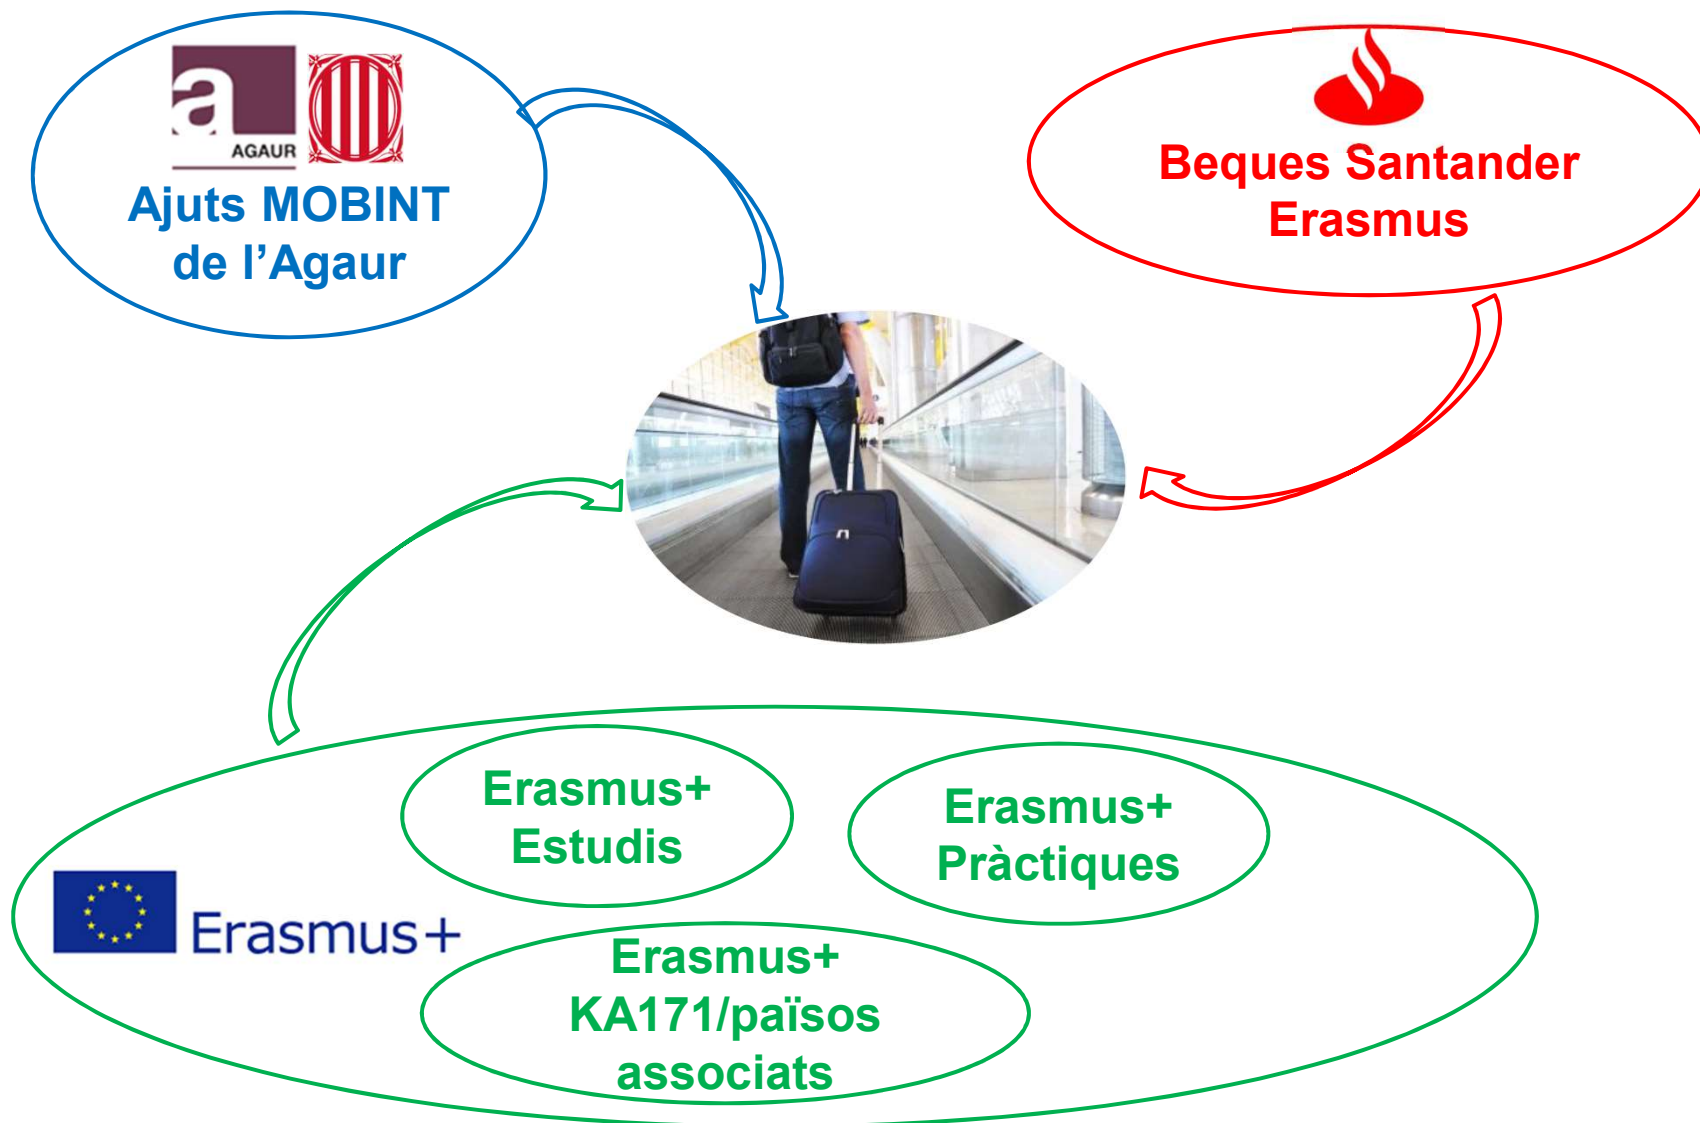 a
AGAUR
Ajuts MOBINT
de l’Agaur
Beques Santander
Erasmus
Erasmus+
Estudis
Erasmus+
Pràctiques
Erasmus+
Erasmus+
KA171/països
associats